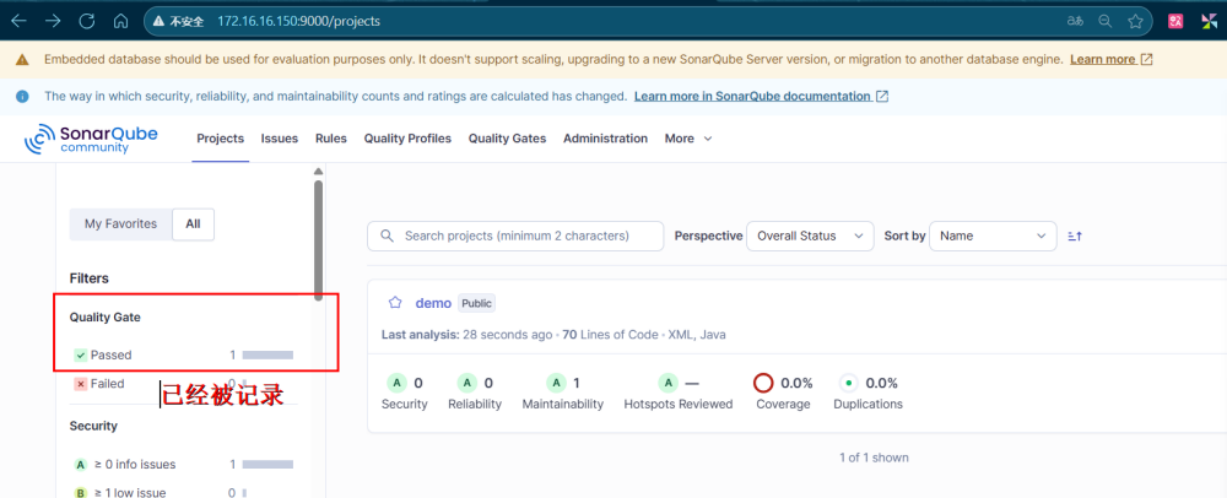 不安全 172.16.16.150:9000/projects
Embedded database should be used for evaluation purposes only. It doesn't support scaling, upgrading to a new SonarQube Server version, or migration to another database engine. Learn more
The way in which security, reliability, and maintainability counts and ratings are calculated has changed. Learn more in SonarQube documentation
SonarQube community Projects Issues Rules Quality Profiles Quality Gates Administration More
My Favorites All
Search projects (minimum 2 characters) Perspective Overall Status Sort by Name
Filters
Quality Gate
Passed 1
Failed 0
已经被记录
Security
A ≥ 0 info issues 1
B ≥ 1 low issue 0
demo Public
Last analysis: 28 seconds ago · 70 Lines of Code · XML, Java
A 0 A 0 A 1 A — 0.0% 0.0%
Security Reliability Maintainability Hotspots Reviewed Coverage Duplications
1 of 1 shown